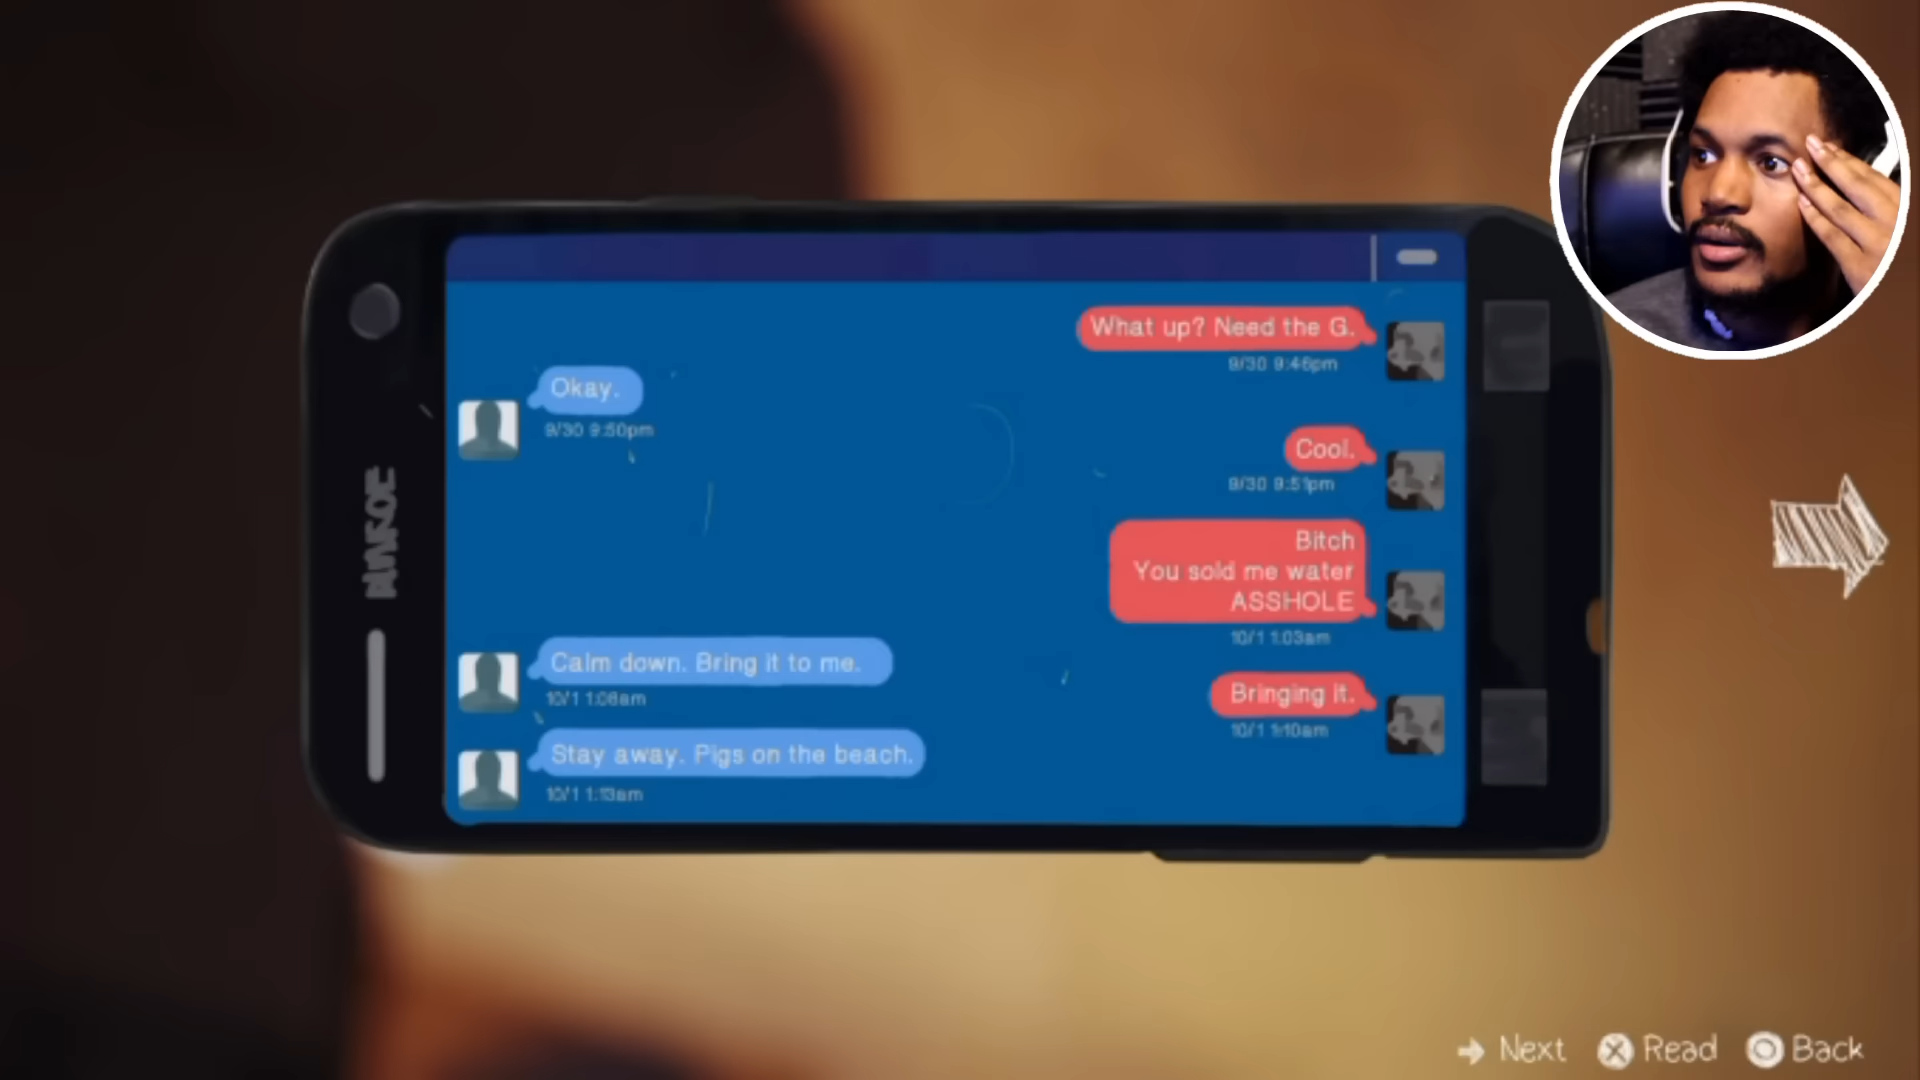 What up? Need the G.
9/30 9:46pm
Okay.
9/30 9:50pm
Cool.
9/30 9:51pm
Bitch
You sold me water
ASSHOLE
10/1 1:03am
Calm down. Bring it to me.
10/1 1:08am
Bringing it.
10/1 1:10am
Stay away. Pigs on the beach.
10/1 1:13am
Next
Read
Back